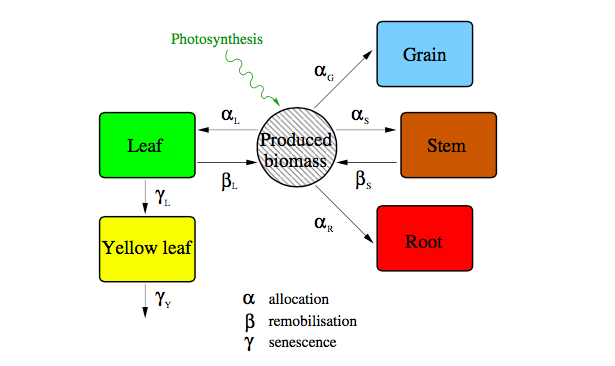 Photosynthesis
Grain
α_G
α_L
α_S
Leaf
Produced
biomass
Stem
β_L
β_S
γ_L
α_R
Yellow leaf
Root
γ_Y
α allocation
β remobilisation
γ senescence